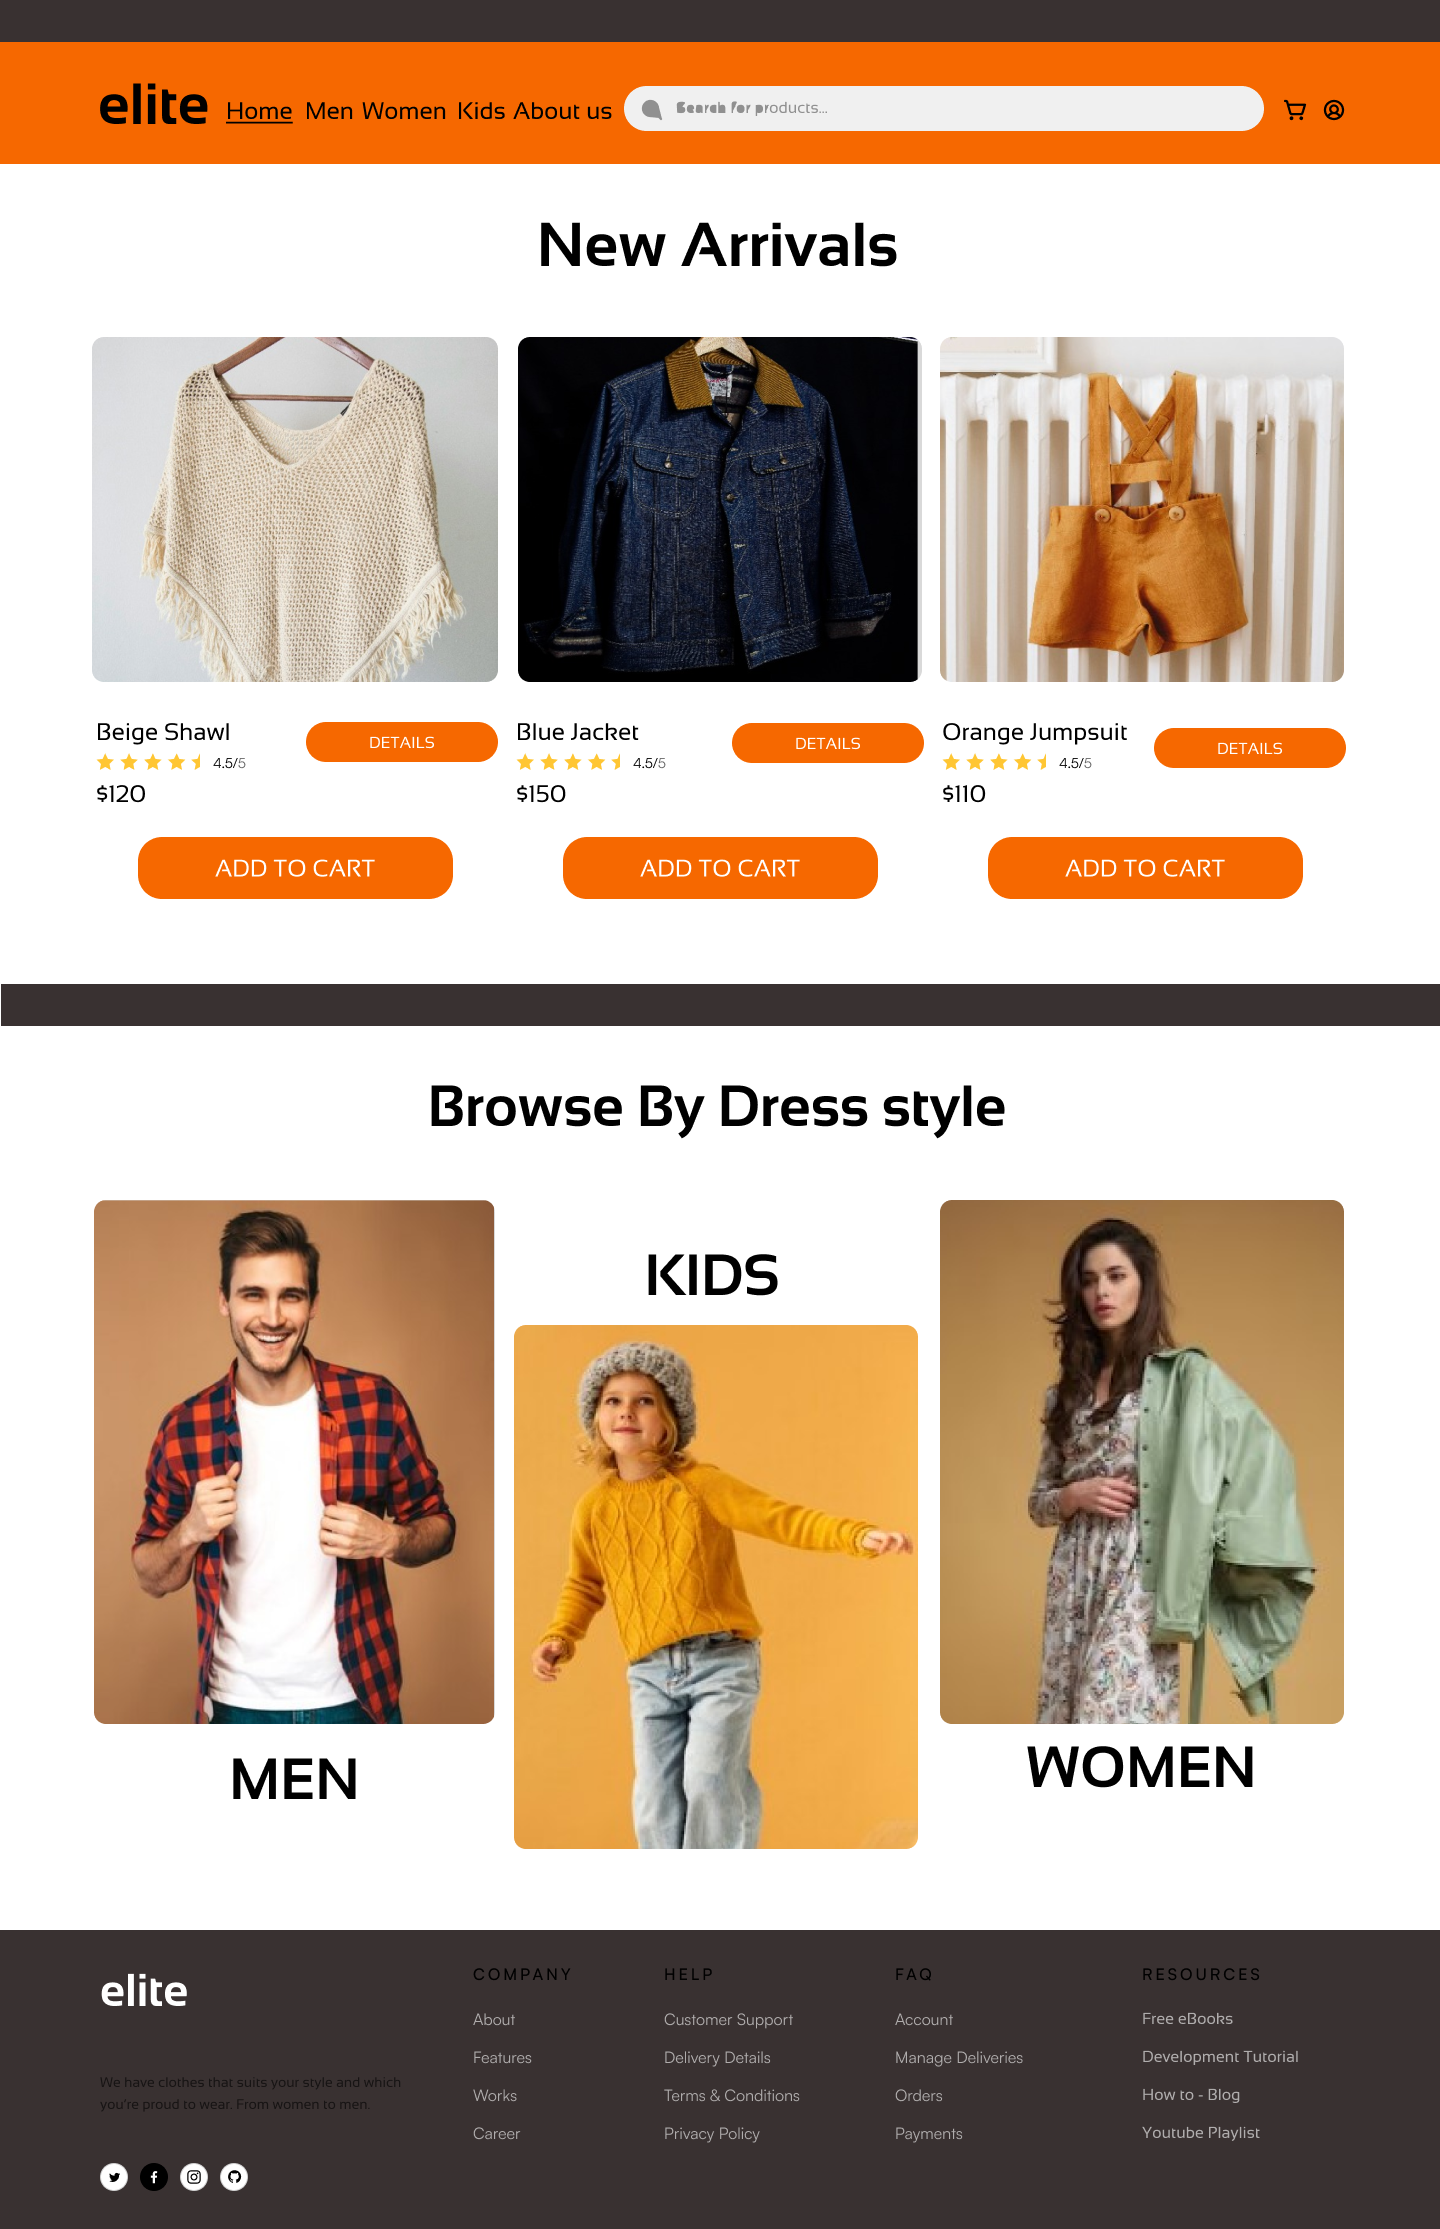 elite
Home Men Women Kids About us
Search for products...
New Arrivals
Beige Shawl
DETAILS
4.5/5
$120
ADD TO CART
Blue Jacket
DETAILS
4.5/5
$150
ADD TO CART
Orange Jumpsuit
DETAILS
4.5/5
$110
ADD TO CART
Browse By Dress style
MEN
KIDS
WOMEN
elite
We have clothes that suits your style and which
you're proud to wear. From women to men.
COMPANY
About
Features
Works
Career
HELP
Customer Support
Delivery Details
Terms & Conditions
Privacy Policy
FAQ
Account
Manage Deliveries
Orders
Payments
RESOURCES
Free eBooks
Development Tutorial
How to - Blog
Youtube Playlist